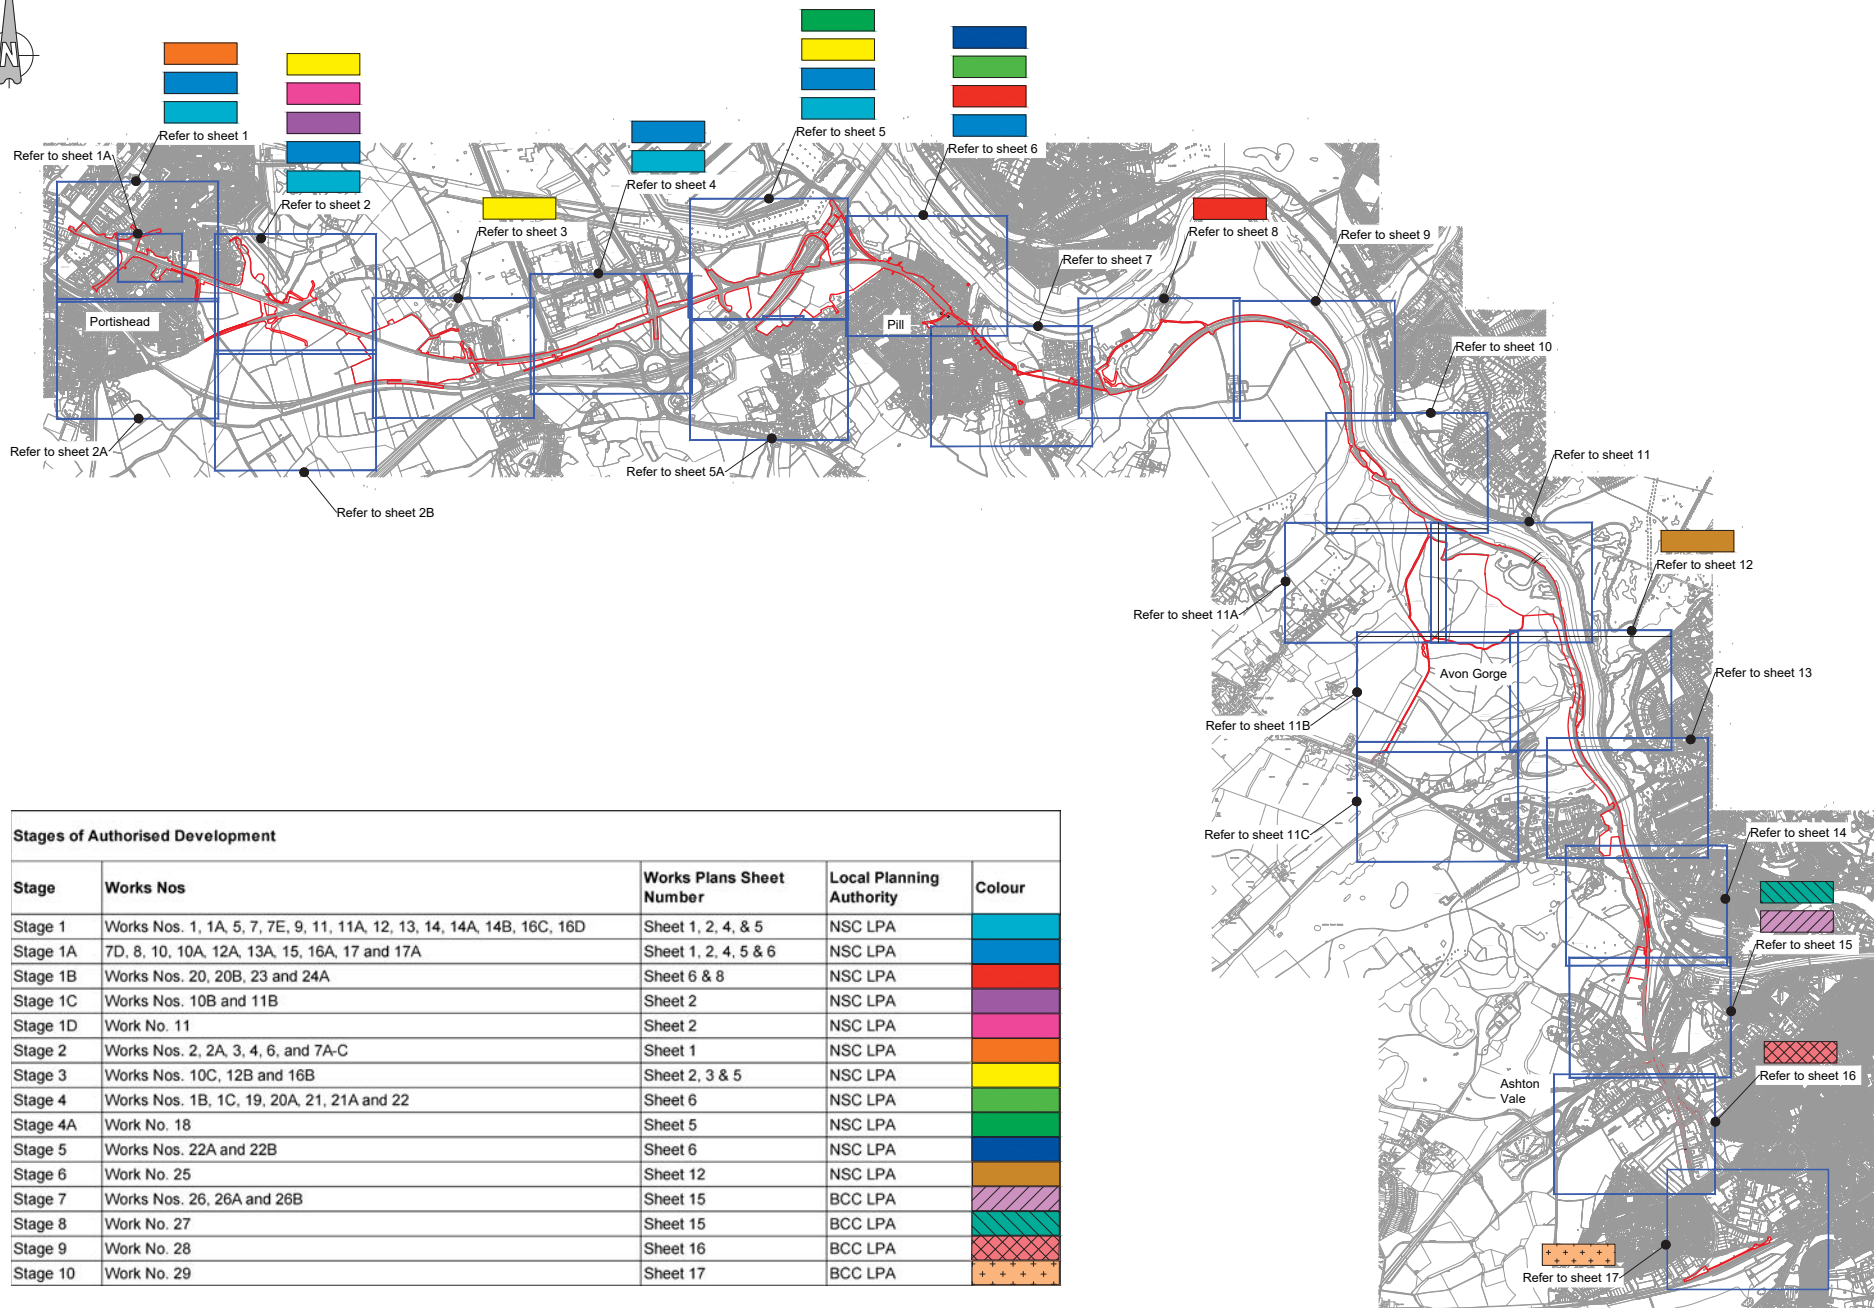 N
Refer to sheet 1
Refer to sheet 1A
Refer to sheet 2
Refer to sheet 3
Refer to sheet 4
Refer to sheet 5
Refer to sheet 6
Refer to sheet 7
Refer to sheet 8
Refer to sheet 9
Portishead
Pill
Refer to sheet 10
Refer to sheet 2A
Refer to sheet 5A
Refer to sheet 11
Refer to sheet 2B
Refer to sheet 12
Refer to sheet 11A
Avon Gorge
Refer to sheet 13
Refer to sheet 11B
Refer to sheet 11C
Refer to sheet 14
Refer to sheet 15
Refer to sheet 16
Ashton
Vale
Refer to sheet 17
Stages of Authorised Development
Stage Works Nos Works Plans Sheet Number Local Planning Authority Colour
Stage 1 Works Nos. 1, 1A, 5, 7, 7E, 9, 11, 11A, 12, 13, 14, 14A, 14B, 16C, 16D Sheet 1, 2, 4, & 5 NSC LPA
Stage 1A 7D, 8, 10, 10A, 12A, 13A, 15, 16A, 17 and 17A Sheet 1, 2, 4, 5 & 6 NSC LPA
Stage 1B Works Nos. 20, 20B, 23 and 24A Sheet 6 & 8 NSC LPA
Stage 1C Works Nos. 10B and 11B Sheet 2 NSC LPA
Stage 1D Work No. 11 Sheet 2 NSC LPA
Stage 2 Works Nos. 2, 2A, 3, 4, 6, and 7A-C Sheet 1 NSC LPA
Stage 3 Works Nos. 10C, 12B and 16B Sheet 2, 3 & 5 NSC LPA
Stage 4 Works Nos. 1B, 1C, 19, 20A, 21, 21A and 22 Sheet 6 NSC LPA
Stage 4A Work No. 18 Sheet 5 NSC LPA
Stage 5 Works Nos. 22A and 22B Sheet 6 NSC LPA
Stage 6 Work No. 25 Sheet 12 NSC LPA
Stage 7 Works Nos. 26, 26A and 26B Sheet 15 BCC LPA
Stage 8 Work No. 27 Sheet 15 BCC LPA
Stage 9 Work No. 28 Sheet 16 BCC LPA
Stage 10 Work No. 29 Sheet 17 BCC LPA